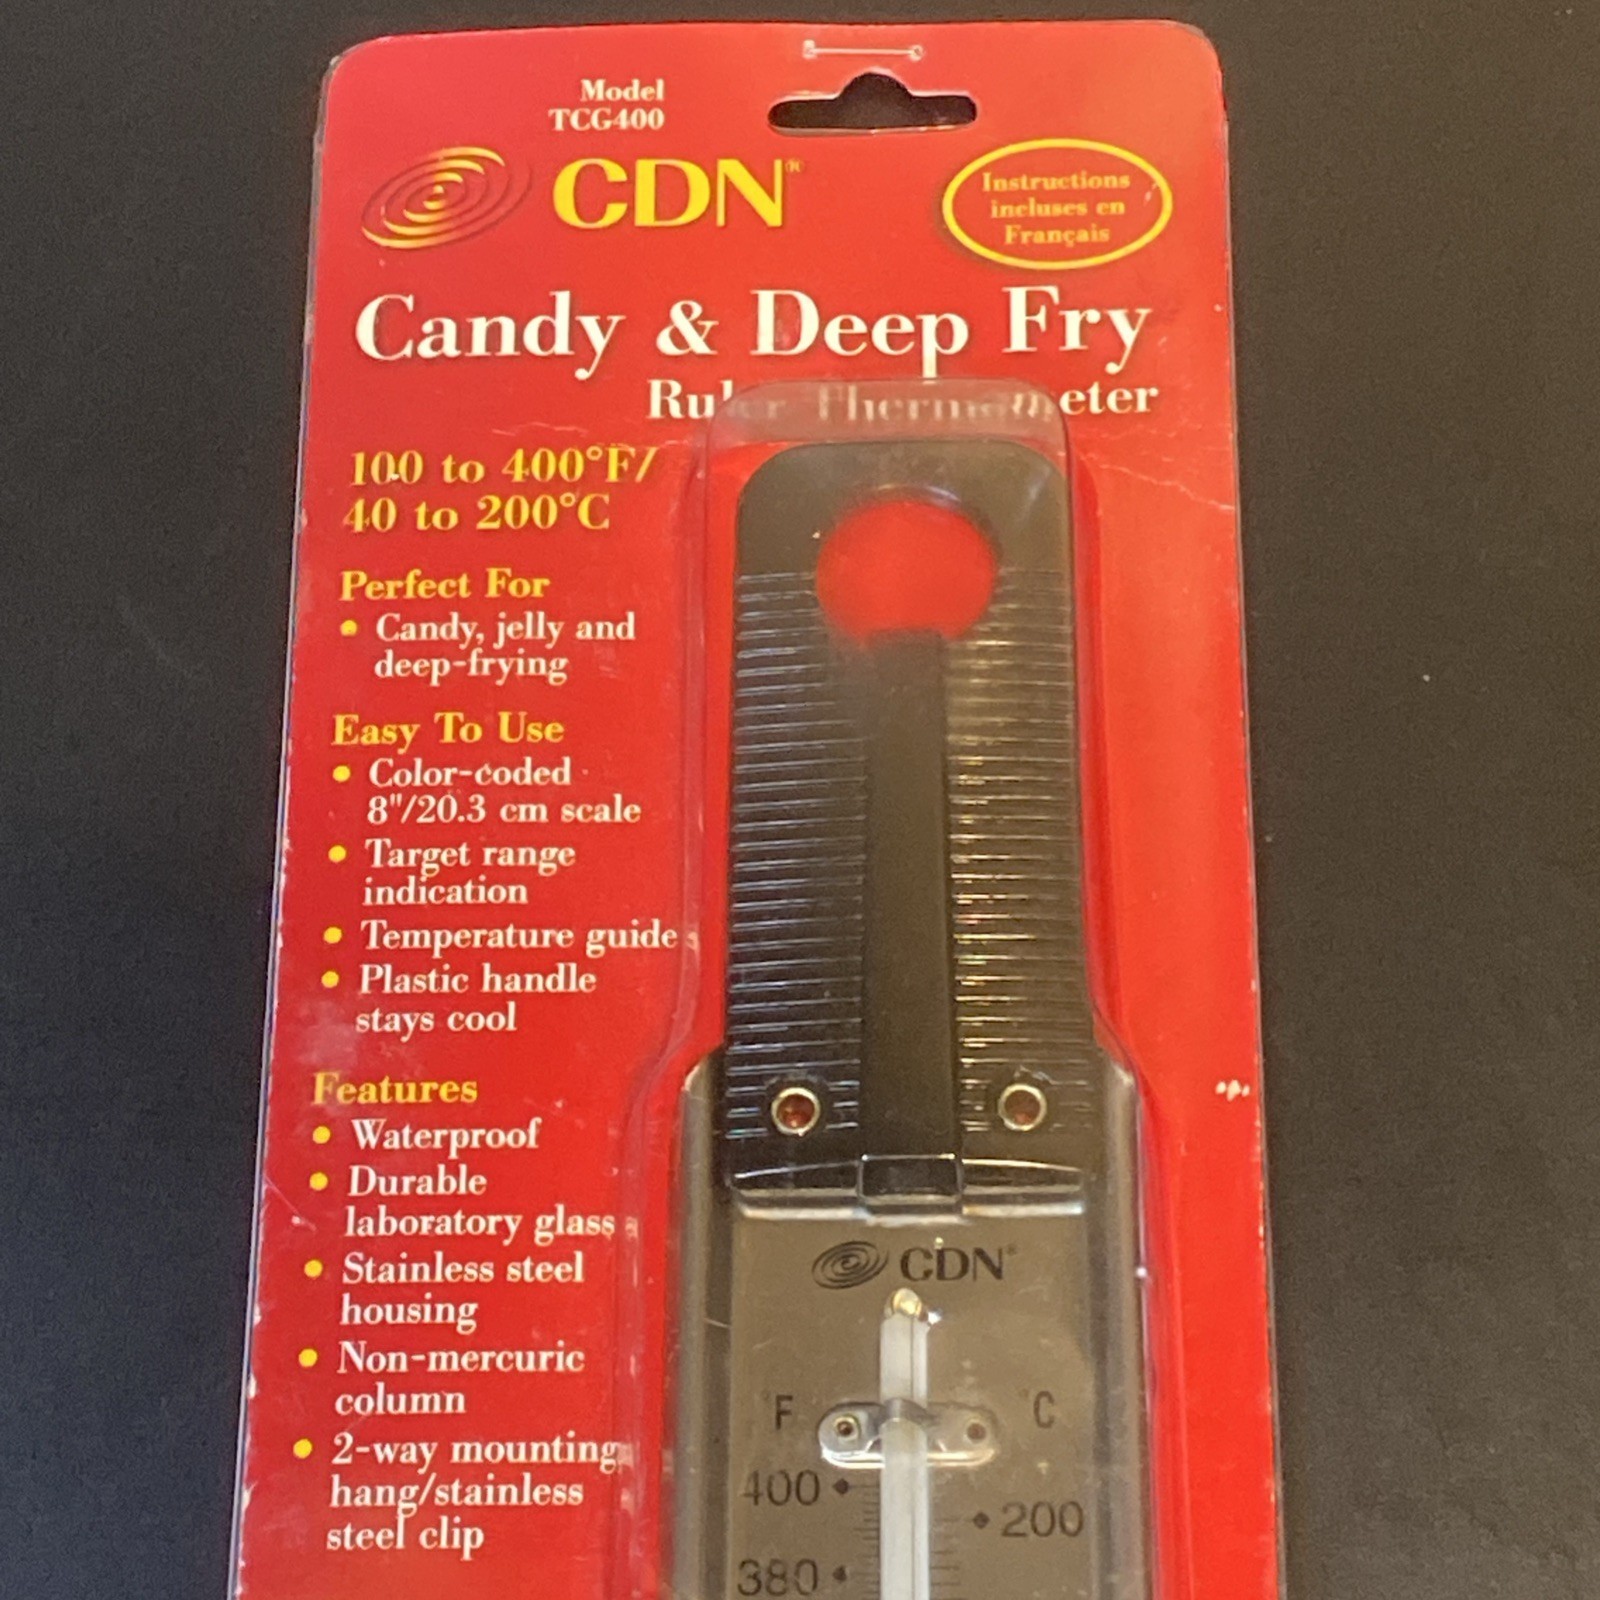 Model
TCG400
CDN®
Instructions
incluses en
Français
Candy & Deep Fry
Ruler Thermometer
100 to 400°F/
40 to 200°C
Perfect For
• Candy, jelly and
deep-frying
Easy To Use
• Color-coded
8"/20.3 cm scale
• Target range
indication
• Temperature guide
• Plastic handle
stays cool
Features
• Waterproof
• Durable
laboratory glass
• Stainless steel
housing
• Non-mercuric
column
• 2-way mounting
hang/stainless
steel clip
CDN®
°F °C
400
200
380